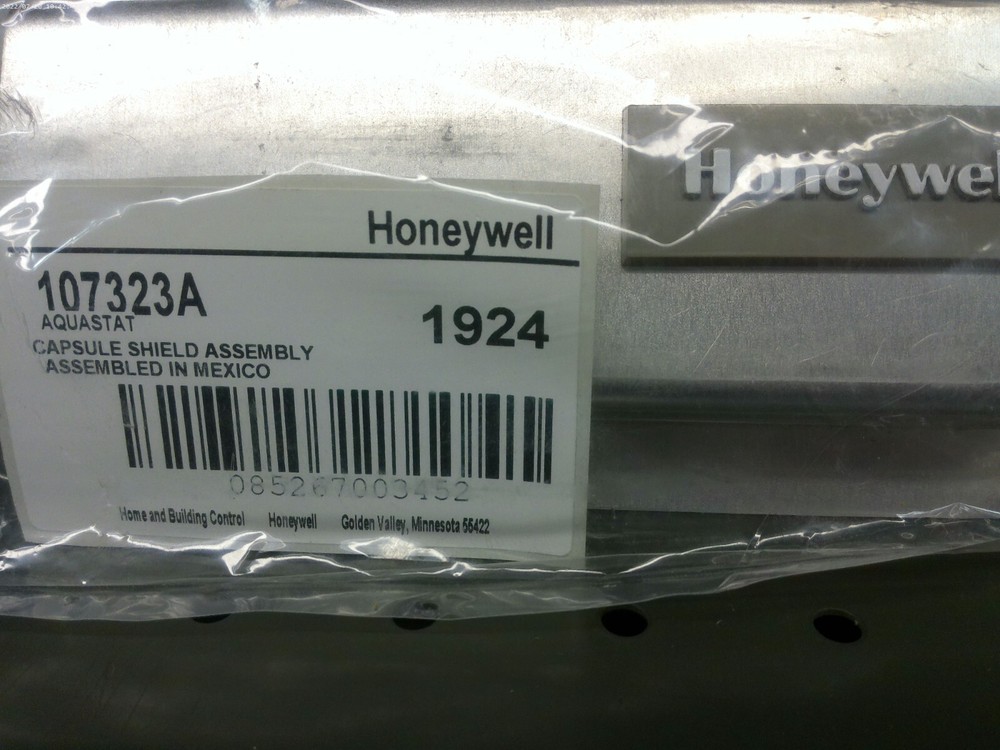 Honeywell
Honeywel
107323A
1924
AQUASTAT
CAPSULE SHIELD ASSEMBLY
ASSEMBLED IN MEXICO
085267003452
Home and Building Control Honeywell Golden Valley, Minnesota 55422